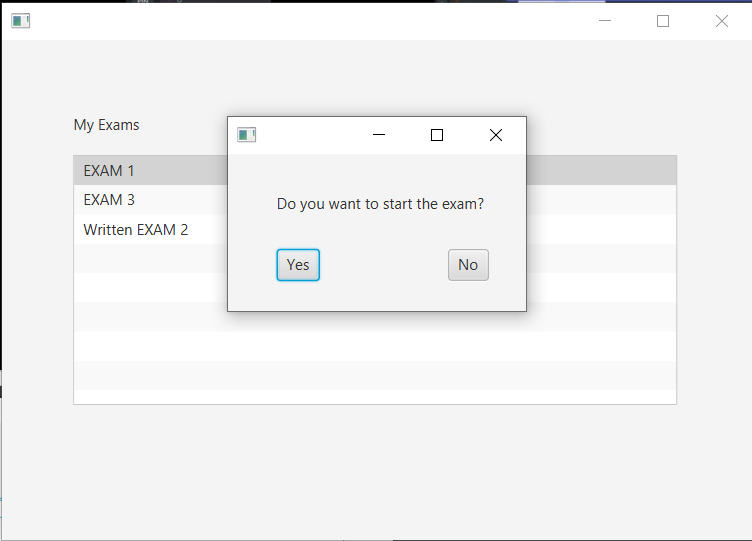 My Exams
EXAM 1
EXAM 3
Written EXAM 2
Do you want to start the exam?
Yes
No